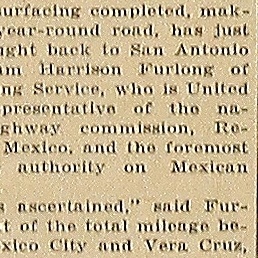 surfacing completed, mak-
year-round road, has just
ught back to San Antonio
am Harrison Furlong of
ng Service, who is United
presentative of the na-
ghway commission, Re-
Mexico, and the foremost
authority on Mexican
s ascertained," said Fur-
t of the total mileage be-
xico City and Vera Cruz,